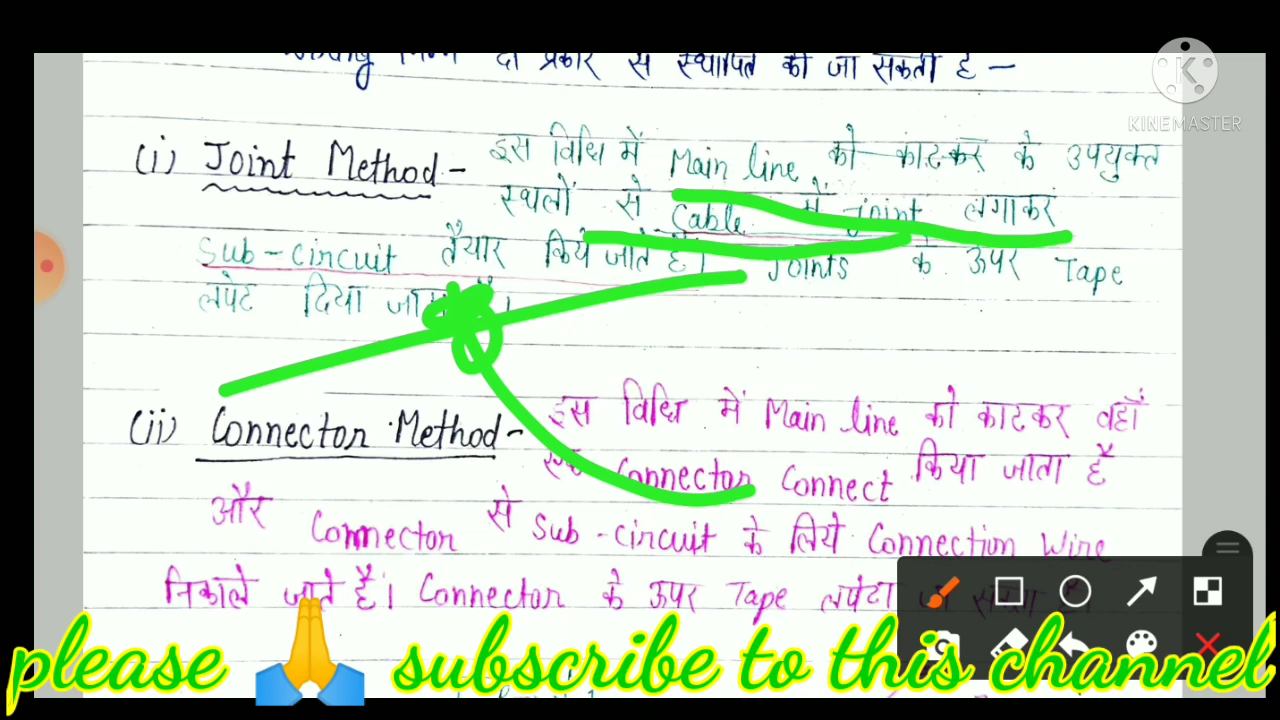 दो प्रकार से स्थापित की जा सकती है -
KINEMASTER
(i) Joint Method - इस विधि में Main line को काटकर के उपयुक्त
स्थलों से Cable में joint लगाकर
Sub-circuit तैयार किये जाते है। Joints के ऊपर Tape
लपेट दिया
(ii) Connector Method - इस विधि में Main line को काटकर वहाँ
Connector Connect किया जाता है
और Connector से Sub-circuit के लिये Connection Wire
निकाले जाते है। Connector के ऊपर Tape लपेटा
please 🙏 subscribe to this channel